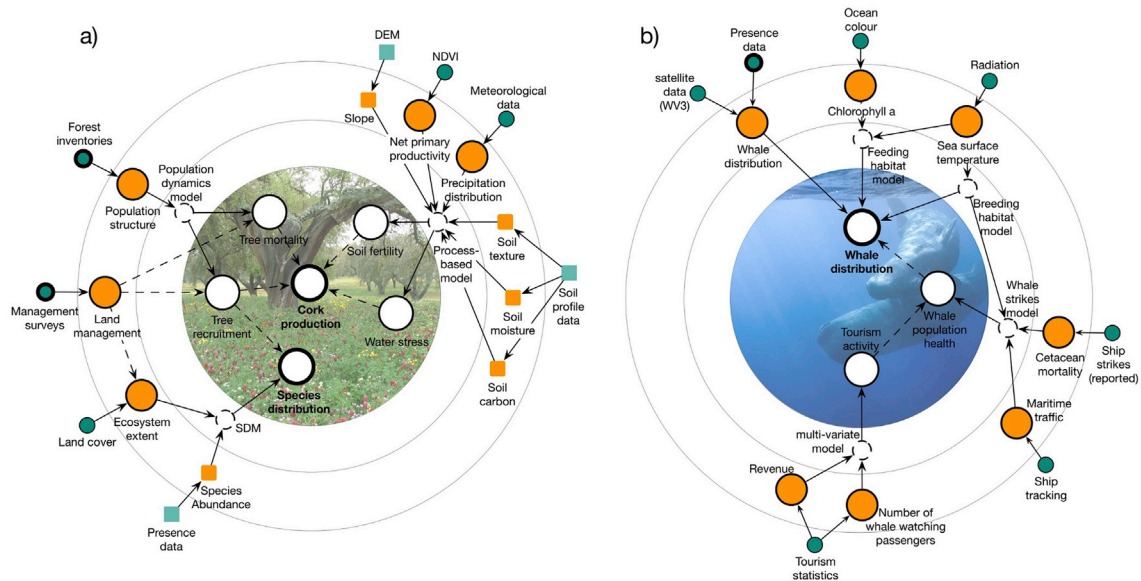 a)
DEM
NDVI
Meteorological
data
Slope
Net primary
productivity
Precipitation
distribution
Forest
inventories
Population
dynamics
model
Population
structure
Tree mortality
Soil fertility
Process-
based
model
Soil
texture
Soil
moisture
Soil
profile
data
Soil
carbon
Management
surveys
Land
management
Tree
recruitment
Cork
production
Water stress
Species
distribution
Land cover
Ecosystem
extent
SDM
Species
Abundance
Presence
data
b)
Ocean
colour
Presence
data
satellite
data
(WV3)
Radiation
Chlorophyll a
Whale
distribution
Feeding
habitat
model
Sea surface
temperature
Breeding
habitat
model
Whale
distribution
Whale
strikes
model
Whale
population
health
Tourism
activity
Cetacean
mortality
Ship
strikes
(reported)
Maritime
traffic
Ship
tracking
multi-variate
model
Revenue
Number of
whale watching
passengers
Tourism
statistics